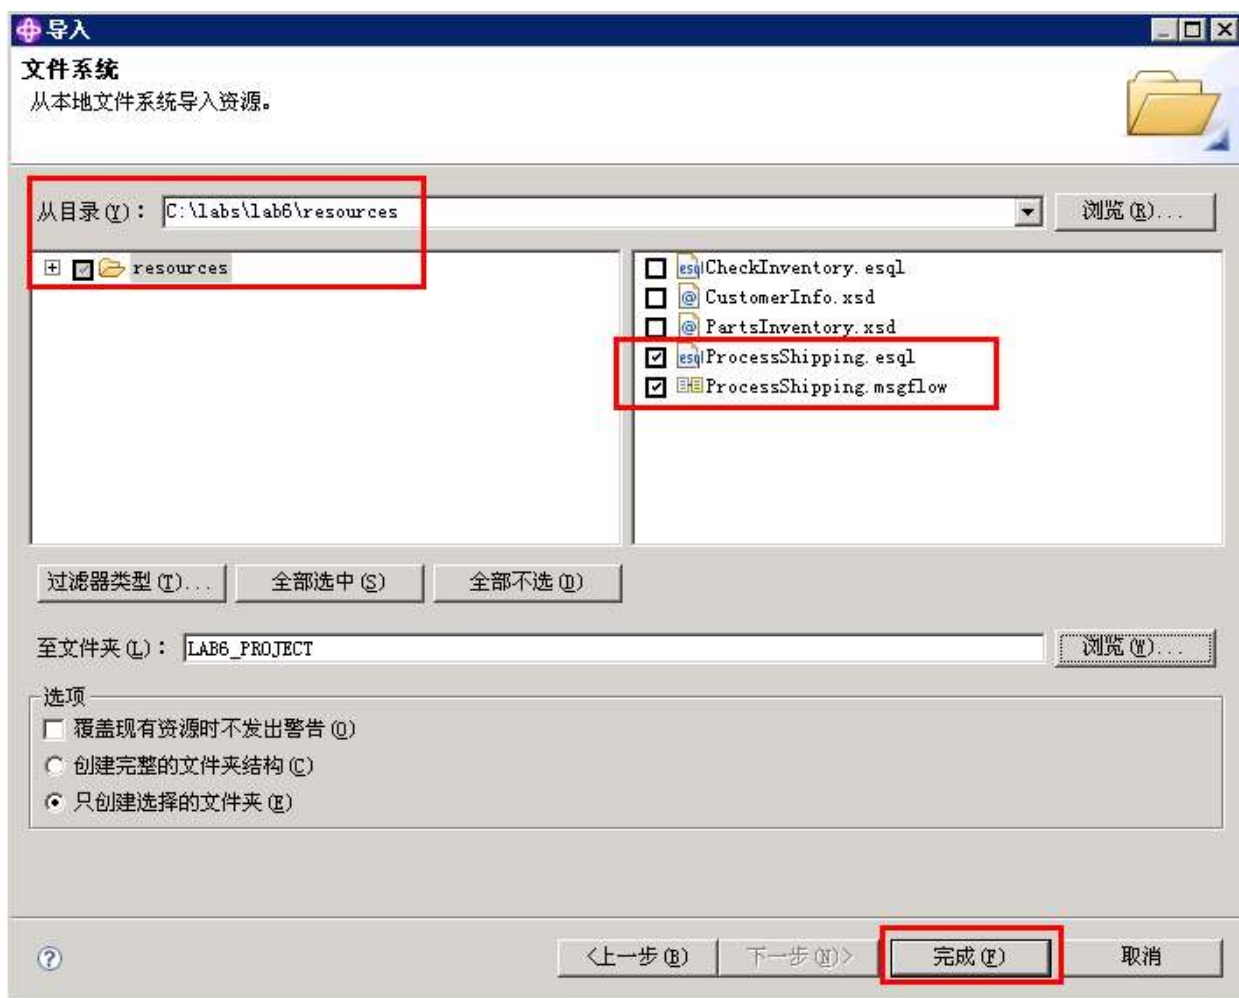 导入
文件系统
从本地文件系统导入资源。
从目录(Y)： C:\labs\lab6\resources 浏览(R)...
resources
CheckInventory.esql
CustomerInfo.xsd
PartsInventory.xsd
ProcessShipping.esql
ProcessShipping.msgflow
过滤器类型(T)... 全部选中(S) 全部不选(D)
至文件夹(L)： LAB6_PROJECT 浏览(W)...
选项
覆盖现有资源时不发出警告(O)
创建完整的文件夹结构(C)
只创建选择的文件夹(E)
<上一步(B) 下一步(N)> 完成(F) 取消